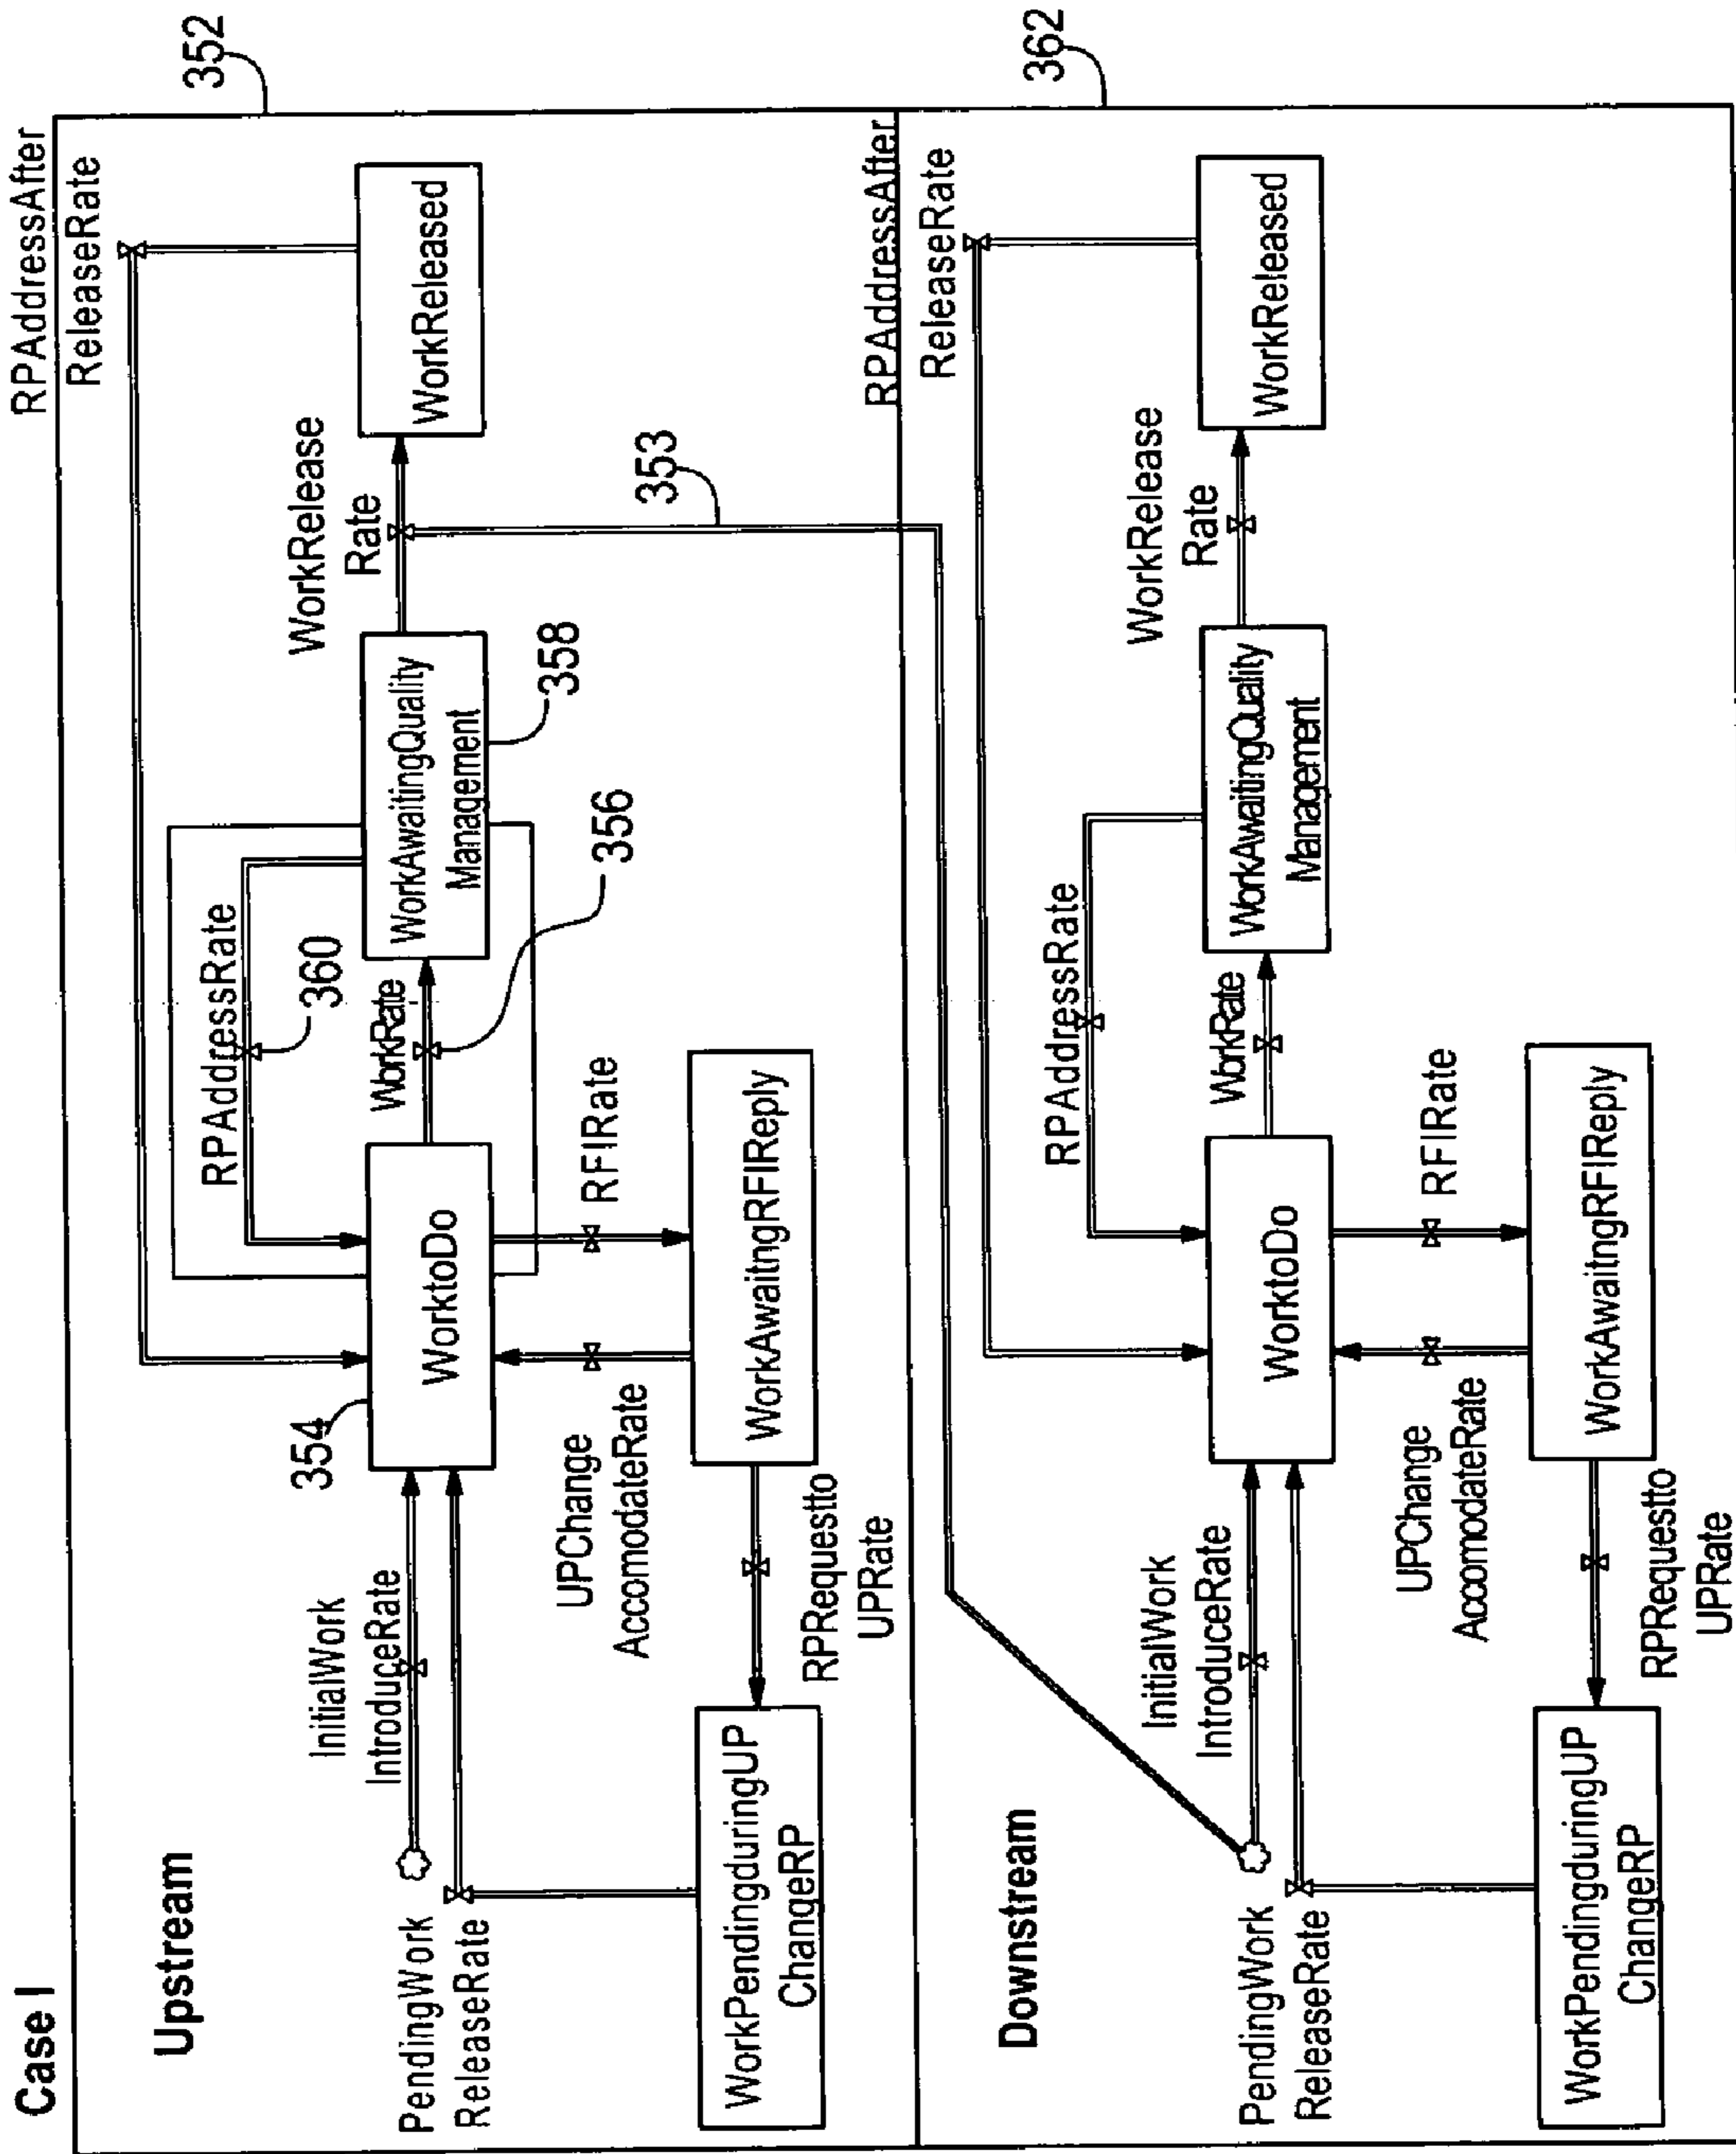 Case I
RPAddressAfter
ReleaseRate
352
Upstream
RPAddressRate
360
WorkRelease
Rate
InitialWork
IntroduceRate
354
WorktoDo
WorkRate
WorkAwaitingQuality
Management
WorkReleased
PendingWork
ReleaseRate
356
358
353
UPChange
AccomodateRate
RFIRate
WorkPendingduringUP
ChangeRP
RPRequestto
UPRate
WorkAwaitngRFIReply
RPAddressAfter
ReleaseRate
362
Downstream
RPAddressRate
WorkRelease
Rate
InitialWork
IntroduceRate
WorktoDo
WorkRate
WorkAwaitingQuality
Management
WorkReleased
PendingWork
ReleaseRate
UPChange
AccomodateRate
RFIRate
WorkPendingduringUP
ChangeRP
RPRequestto
UPRate
WorkAwaitingRFIReply